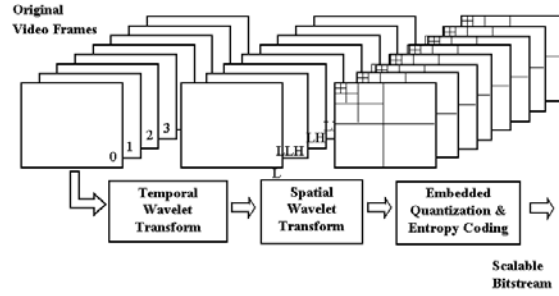 Original
Video Frames
0
1
2
3
LLH
LH
Temporal
Wavelet
Transform
Spatial
Wavelet
Transform
Embedded
Quantization &
Entropy Coding
Scalable
Bitstream